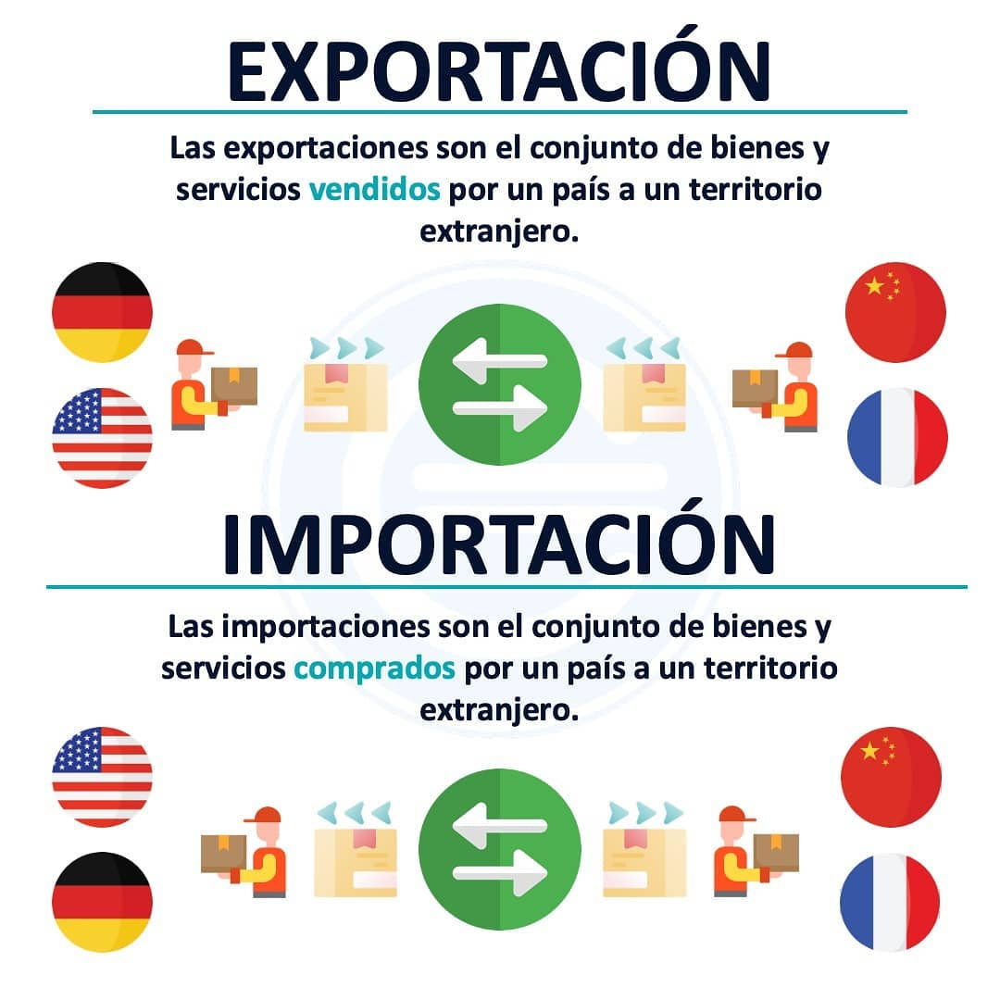 EXPORTACIÓN
Las exportaciones son el conjunto de bienes y
servicios vendidos por un país a un territorio
extranjero.
IMPORTACIÓN
Las importaciones son el conjunto de bienes y
servicios comprados por un país a un territorio
extranjero.